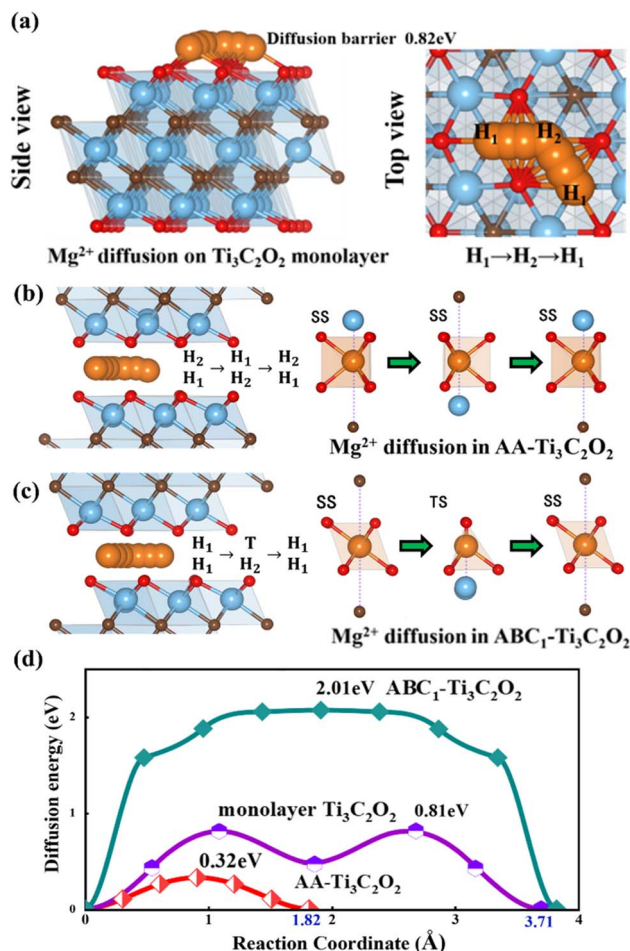 (a)
Side view
Diffusion barrier 0.82eV
Top view
H₁ H₂
H₁
Mg²⁺ diffusion on Ti₃C₂O₂ monolayer
H₁→H₂→H₁
(b)
H₂ H₁ H₂
→ →
H₁ H₂ H₁
SS SS SS
Mg²⁺ diffusion in AA-Ti₃C₂O₂
(c)
H₁ T H₁
→ →
H₁ H₂ H₁
SS TS SS
Mg²⁺ diffusion in ABC₁-Ti₃C₂O₂
(d)
2.01eV ABC₁-Ti₃C₂O₂
monolayer Ti₃C₂O₂ 0.81eV
0.32eV
AA-Ti₃C₂O₂
Diffusion energy (eV)
2
1
0
0 1 1.82 2 3 3.71 4
Reaction Coordinate (Å)